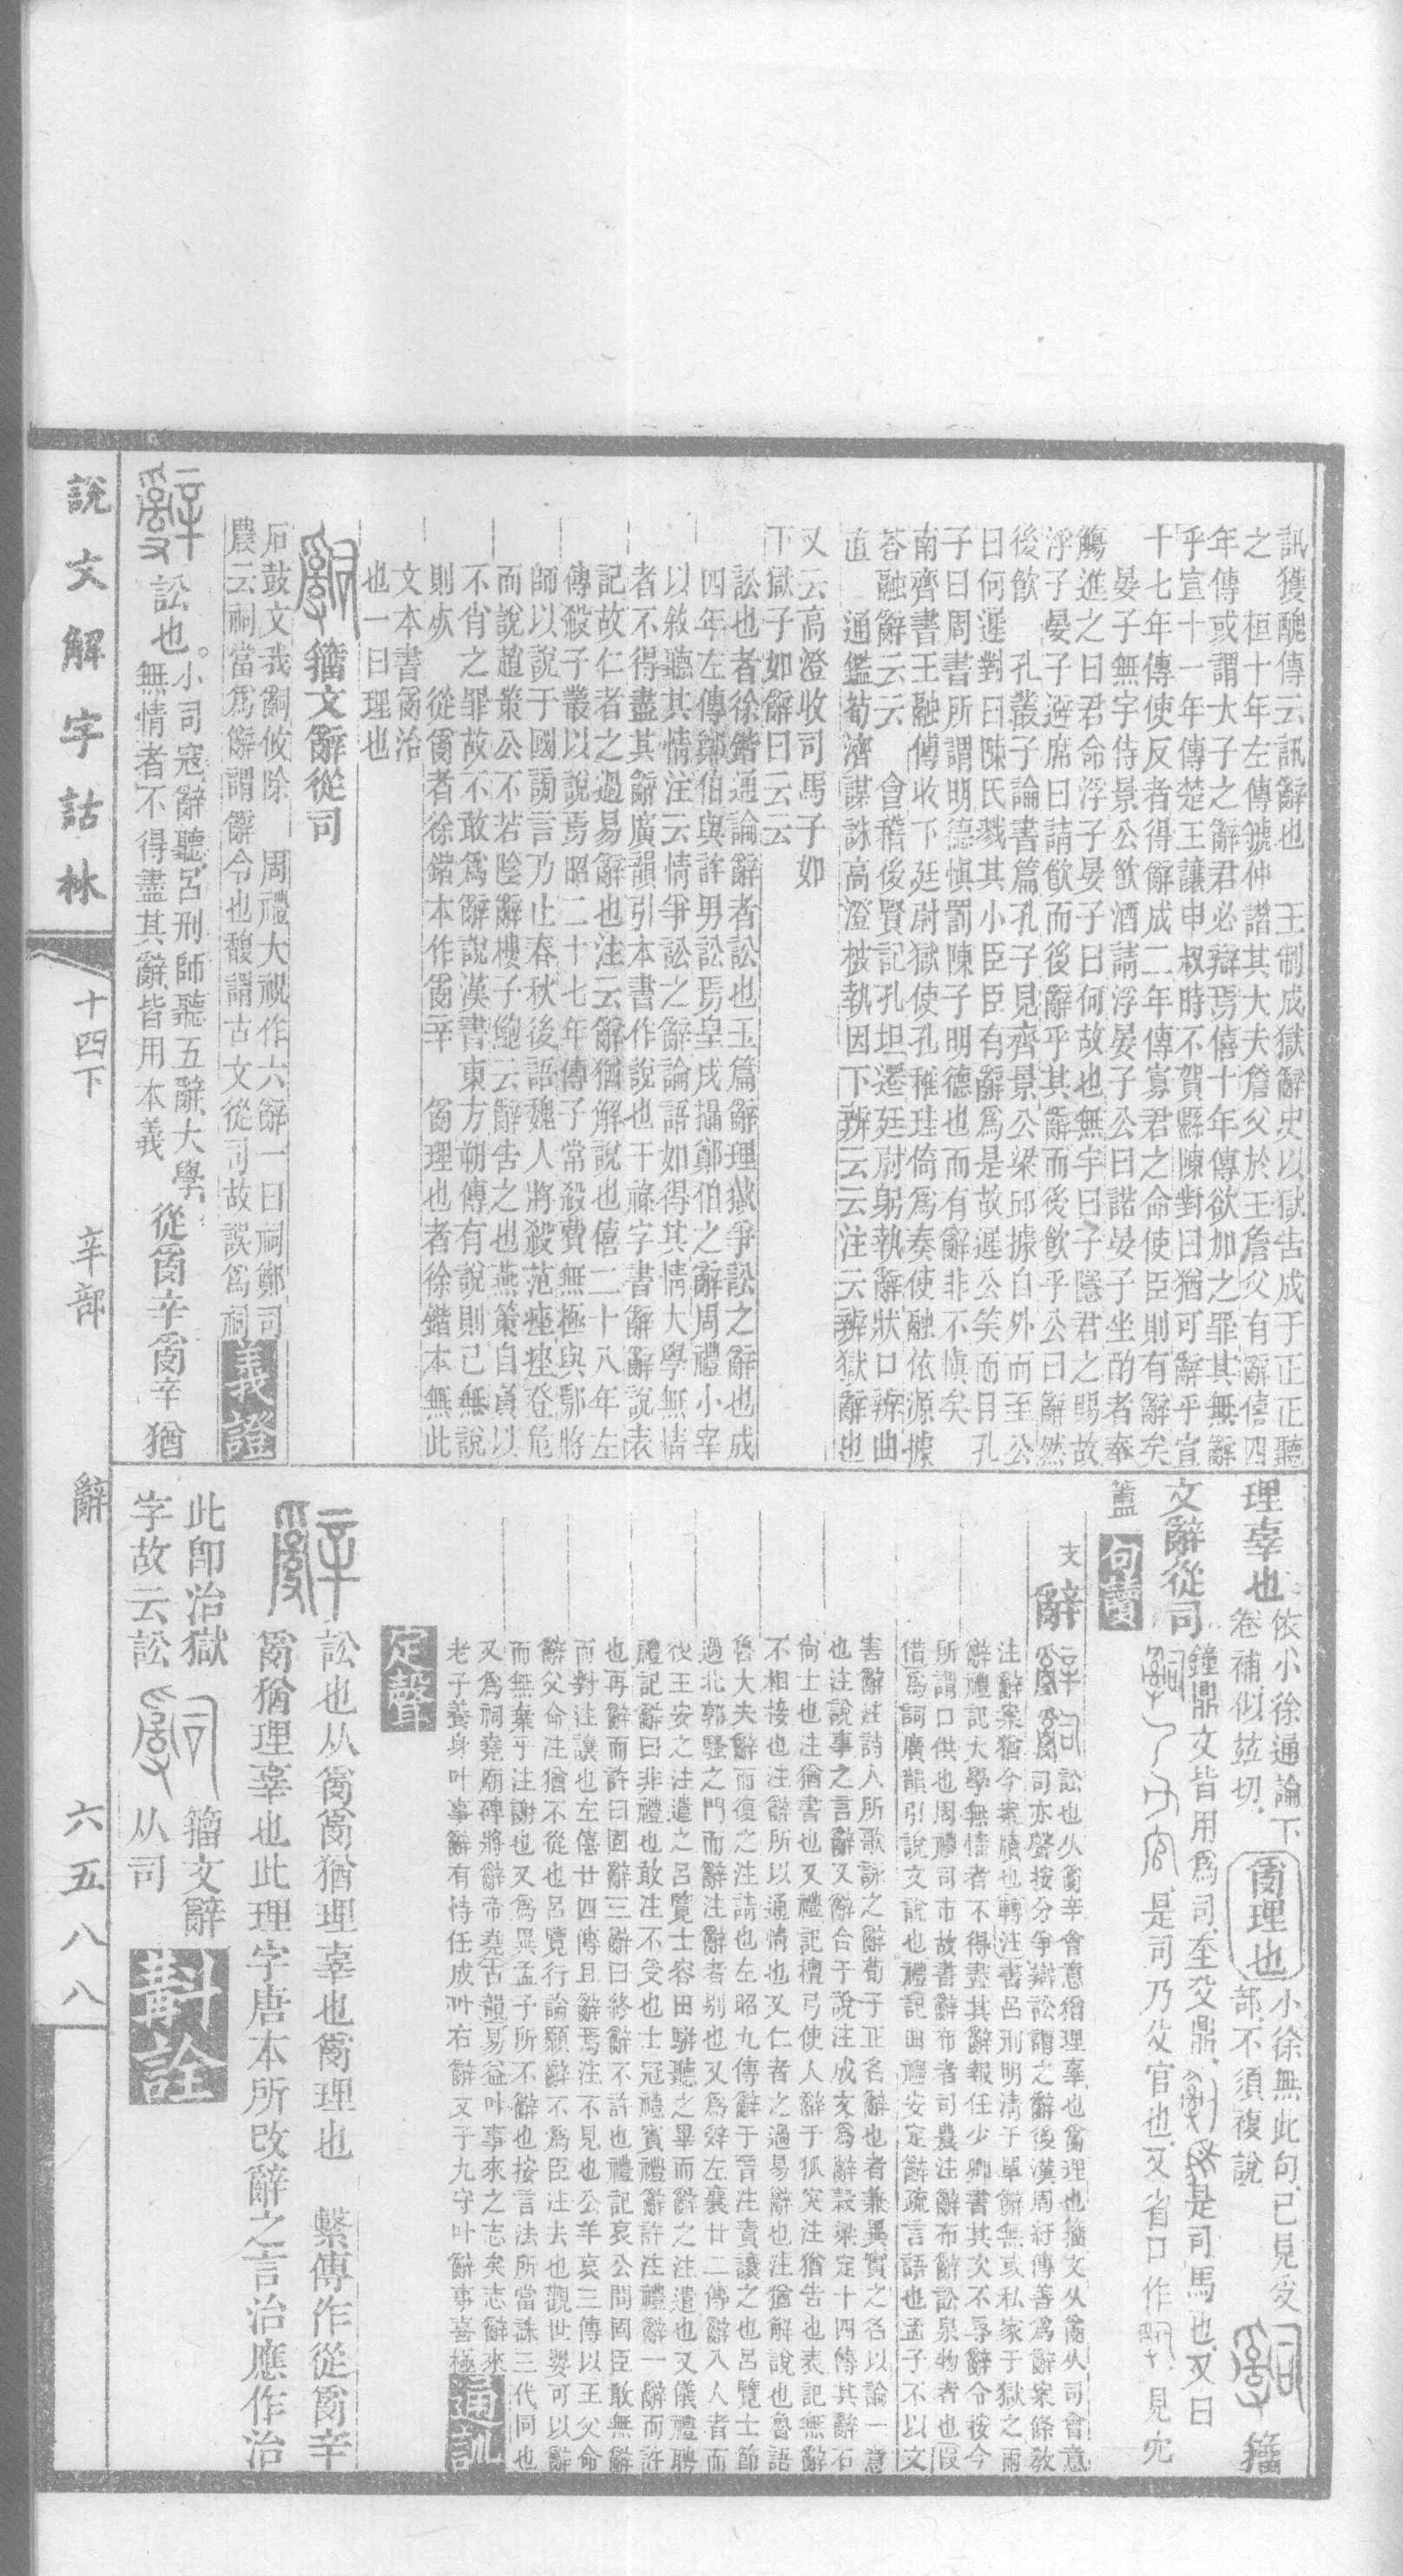 訊獲醜傳云訊辭也　王制成獄辭史以獄吿成于正正聽
之　桓十年左傳虢仲譖其大夫詹父於王詹父有辭僖四
年傳或謂大子之辭君必辯焉僖十年傳欲加之罪其無辭
乎宣十一年傳楚王讓申叔時不賀縣陳對曰猶可辭乎宣
十七年傳使反者得辭成二年傳寡君之命使臣則有辭矣
晏子無宇侍景公飲酒請浮晏子公曰諾晏子坐酌者奉
觴進之曰君命浮子晏子曰何故也無宇曰子隱君之賜故
浮子晏子避席曰請飲而後辭乎其辭而後飲乎公曰辭然
後飲　孔叢子論書篇孔子見齊景公梁邱據自外而至公
曰何遲對曰陳氏戮其小臣臣有辭爲是故遲公笑而目孔
子曰周書所謂明德愼罰陳子明德也而有辭非不愼矣
南齊書王融傳收下廷尉獄使孔稚珪倚爲奏使融依源據
荅融辭云云　會稽後賢記孔坦遷廷尉躬執辭狀口辨曲
直　通鑑荀濟謀誅高澄被執因下辨云云注云辨獄辭也
又云高澄收司馬子如
下獄子如辭曰云云
訟也者徐鍇通論辭者訟也玉篇辭理獄爭訟之辭也成
四年左傳鄭伯與許男訟焉皇戌攝鄭伯之辭周禮小宰
以敘聽其情注云情爭訟之辭論語如得其情大學無情
者不得盡其辭廣韻引本書作說也干祿字書辭辭說表
記故仁者之過易辭也注云辭猶解說也僖二十八年左
傳殺子叢以說焉昭二十七年傳子常殺費無極與鄢將
師以說于國謗言乃止春秋後語魏人將殺范痤痤登危
而說趙叢公不若陰辭樓子鮑云辭吿之也燕策自負以
不肖之罪故不敢爲辭說漢書東方朔傳有說則已無說
則　　從𤔔者徐鍇本作𤔔辛　𤔔理也者徐鍇本無此
文本書𤔔治
也一曰理也
籒文辭從司
石鼓文我嗣攸除　周禮大祝作六辭一曰祠鄭司
農云祠當爲辭謂辭令也馥謂古文從司故誤爲祠義證
訟也。小司寇辭聽,呂刑師聽五辭,大學,
無情者不得盡其辭,皆用本義從𤔔辛𤔔辛猶
理辜也依小徐通論下
卷補,似茲切,𤔔理也小徐無此句,已見𠬪
部,不須複說籒
文辭從司鐘鼎文皆用爲司,是司馬也,又曰
是司乃父官也,又省口作見宂
簠句讀
支　辭訟也从𤔔辛會意猶理辜也𤔔理也籒文从𤔔从司會意
𤔔司亦聲按分爭辯訟謂之辭後漢周紆傳善爲辭案條敎
注辭案猶今案牘也轉注書呂刑明淸于單辭無或私家于獄之兩
辭禮記大學無情者不得盡其辭報任少卿書其次不辱辭令按今
所謂口供也周禮司市故書辭布者司農注辭布辭訟泉物者也假
借爲詞廣韻引說文說也禮記曲禮安定辭疏言語也孟子不以文
害辭注詩人所歌詠之辭荀子正名辭也者兼異實之名以論一意
也注說事之言辭又辭合于說注成文爲辭穀梁定十四傳其辭石
尙士也注猶書也又禮記檀弓使人辭于狐突注猶告也表記無辭
不相接也注辭所以通情也又仁者之過易辭也注猶解說也魯語
魯大夫辭而復之注請也左昭九傳辭于晉注責讓之也呂覽士節
過北郭騷之門而辭注辭者別也又爲辤左襄廿二傳辭八人者而
後王安之注遣之呂覽士容田駢聽之畢而辭之注遣也又儀禮聘
禮記辭曰非禮也敢注不受也士冠禮賓禮辭許注禮辭一辭而許
也再辭而許曰固辭三辭曰終辭不許也禮記哀公問固臣敢無辭
而對注讓也左僖廿四傳且辭焉注不見也公羊哀三傳以王父命
辭父命注猶不從也呂覽行論願辭不爲臣注去也觀世嬰可以辭
而無棄乎注謝也又爲異孟子所不辭也按言法所當誅三代同也
又爲祠堯廟碑將辭帝堯古韻易益叶事來之志矣志辭來
老子養身叶事辭有恃任成叶右辭文子九守叶辭事喜極通訓
定聲
訟也从𤔔𤔔猶理辜也𤔔理也　繫傳作從𤔔辛
𤔔猶理辜也此理字唐本所改辭之言治應作治
此卽治獄
字故云訟籒文辭
从司斠詮
說文解字詁林
十四下　辛部　辭　六五八八